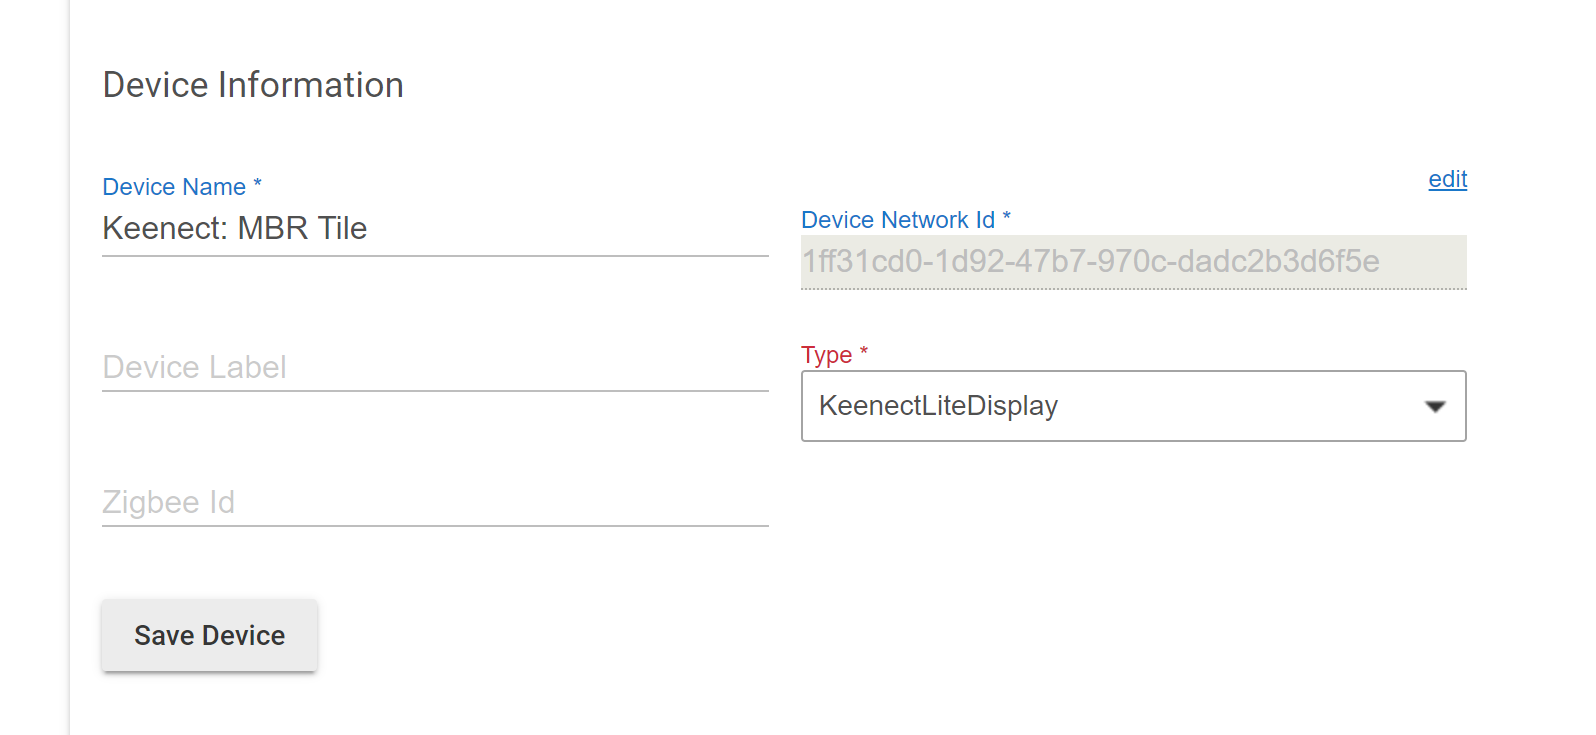 Device Information
Device Name *
Keenect: MBR Tile
edit
Device Network Id *
1ff31cd0-1d92-47b7-970c-dadc2b3d6f5e
Device Label
Type *
KeenectLiteDisplay
Zigbee Id
Save Device